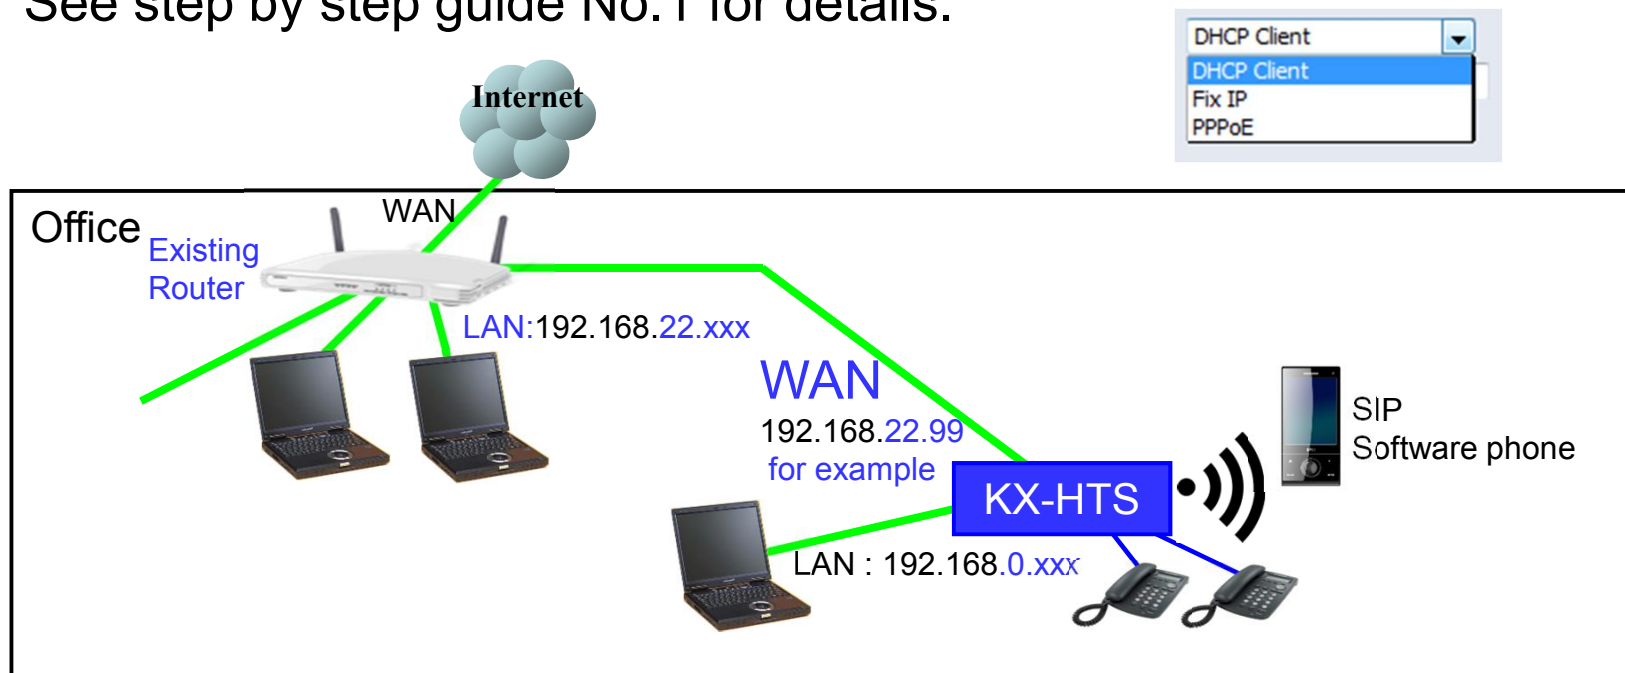 See step by step guide No.1 for details.
DHCP Client
DHCP Client
Fix IP
PPPoE
Internet
Office
WAN
Existing
Router
LAN:192.168.22.xxx
WAN
192.168.22.99
for example
SIP
Software phone
KX-HTS
LAN : 192.168.0.xxx